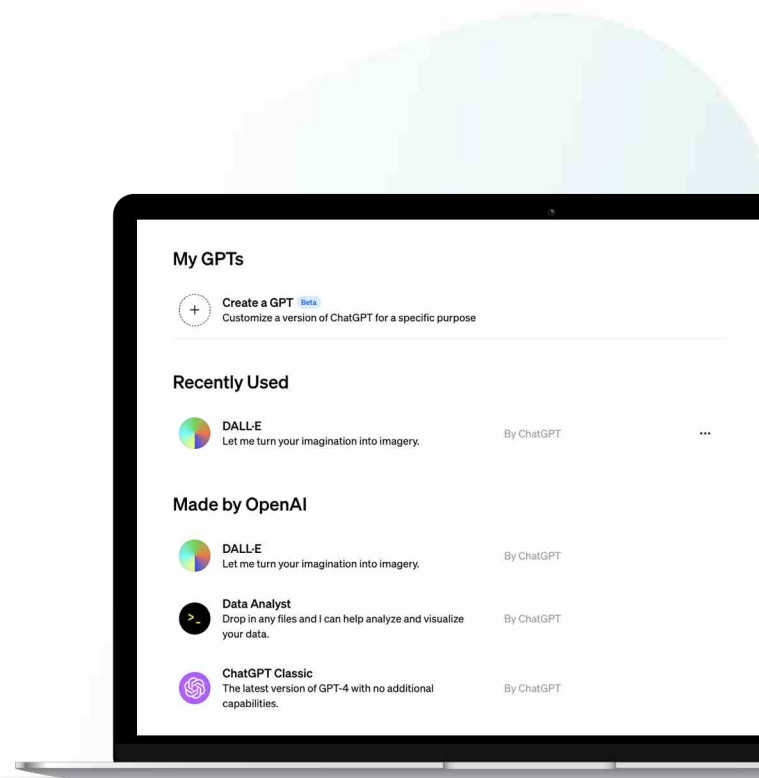 My GPTs
Create a GPT Beta
Customize a version of ChatGPT for a specific purpose
Recently Used
DALL·E
Let me turn your imagination into imagery.
By ChatGPT
Made by OpenAI
DALL·E
Let me turn your imagination into imagery.
By ChatGPT
>_
Data Analyst
Drop in any files and I can help analyze and visualize
your data.
By ChatGPT
ChatGPT Classic
The latest version of GPT-4 with no additional
capabilities.
By ChatGPT